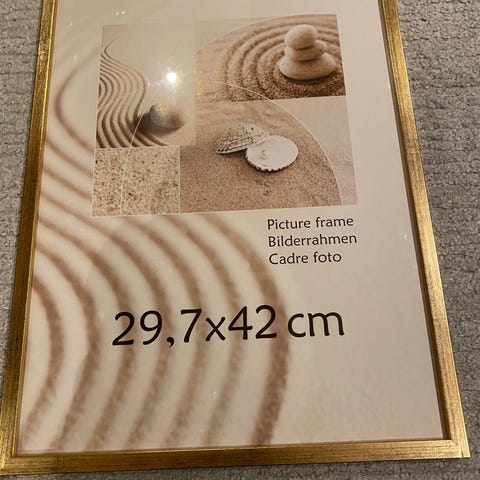 Picture frame
Bilderrahmen
Cadre foto
29,7x42 cm